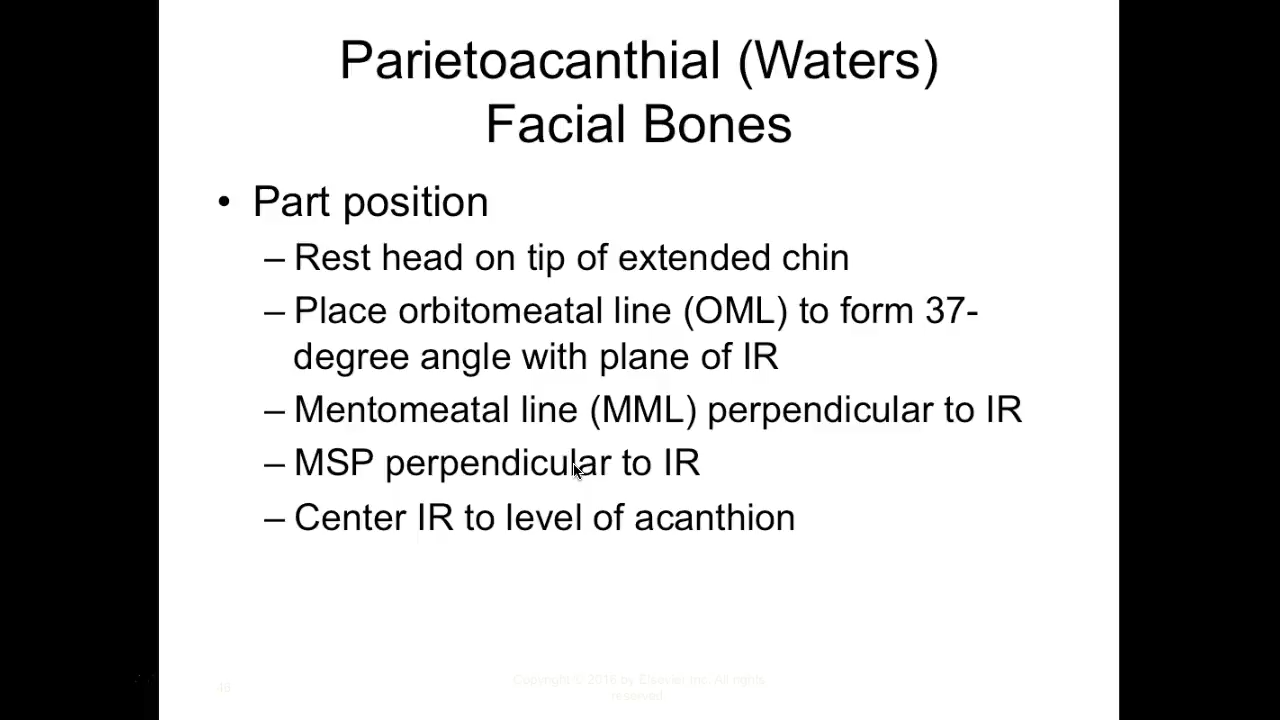 Parietoacanthial (Waters)
Facial Bones
• Part position
– Rest head on tip of extended chin
– Place orbitomeatal line (OML) to form 37-
degree angle with plane of IR
– Mentomeatal line (MML) perpendicular to IR
– MSP perpendicular to IR
– Center IR to level of acanthion
46
Copyright © 2016 by Elsevier Inc. All rights
reserved